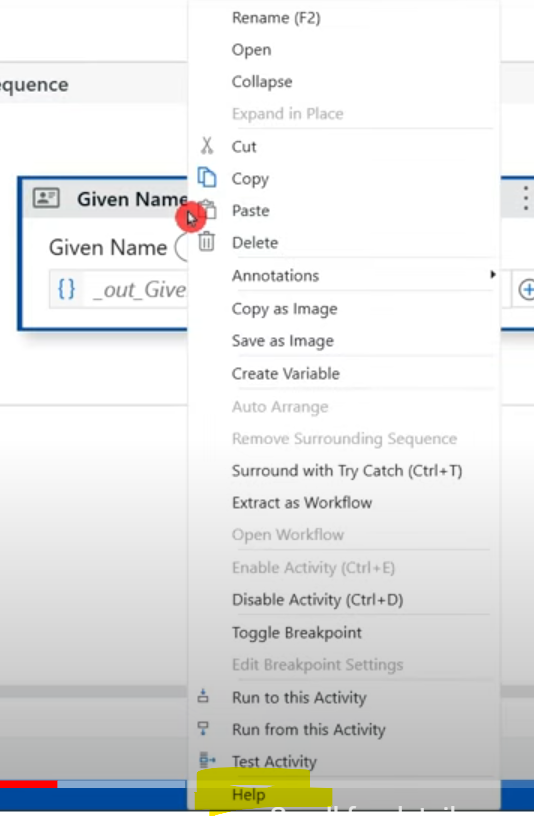 Rename (F2)
Open
equence
Collapse
Expand in Place
Cut
Copy
Given Name
Paste
Delete
Given Name
Annotations
{} _out_Give
Copy as Image
Save as Image
Create Variable
Auto Arrange
Remove Surrounding Sequence
Surround with Try Catch (Ctrl+T)
Extract as Workflow
Open Workflow
Enable Activity (Ctrl+E)
Disable Activity (Ctrl+D)
Toggle Breakpoint
Edit Breakpoint Settings
Run to this Activity
Run from this Activity
Test Activity
Help